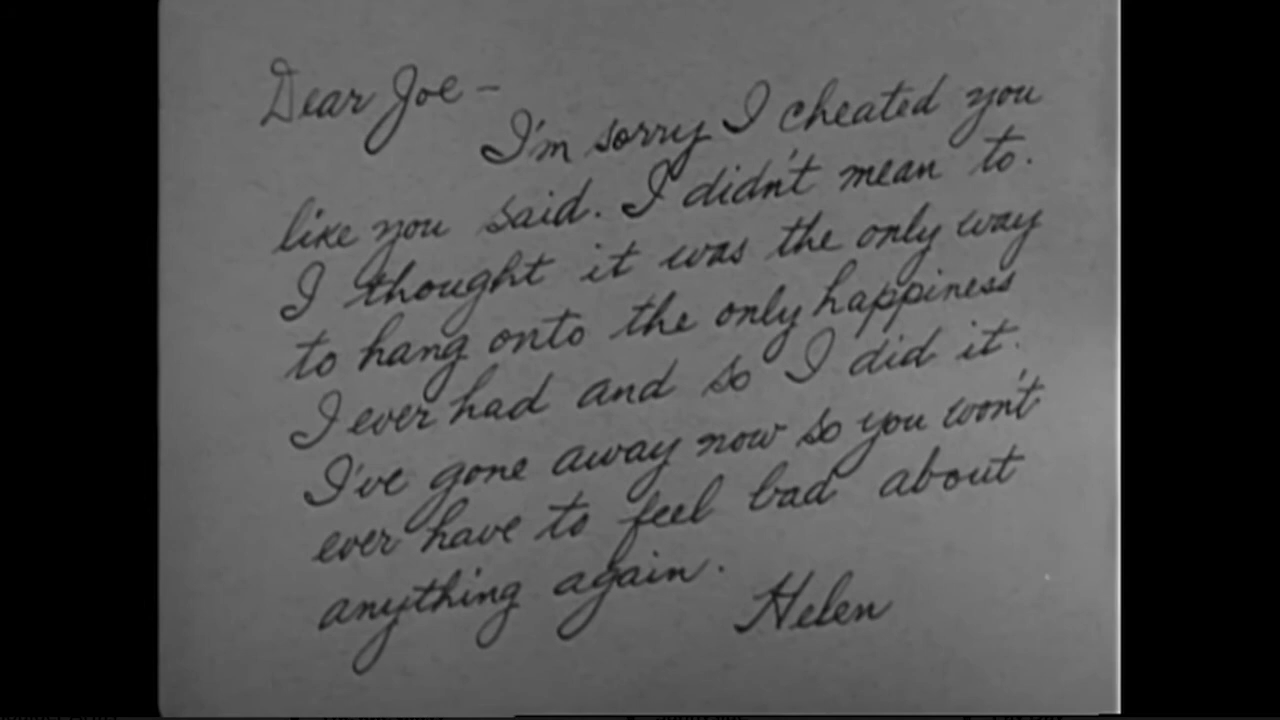 Dear Joe -
I'm sorry I cheated you
like you said. I didn't mean to.
I thought it was the only way
to hang onto the only happiness
I ever had and so I did it.
I've gone away now so you won't
ever have to feel bad about
anything again.
Helen